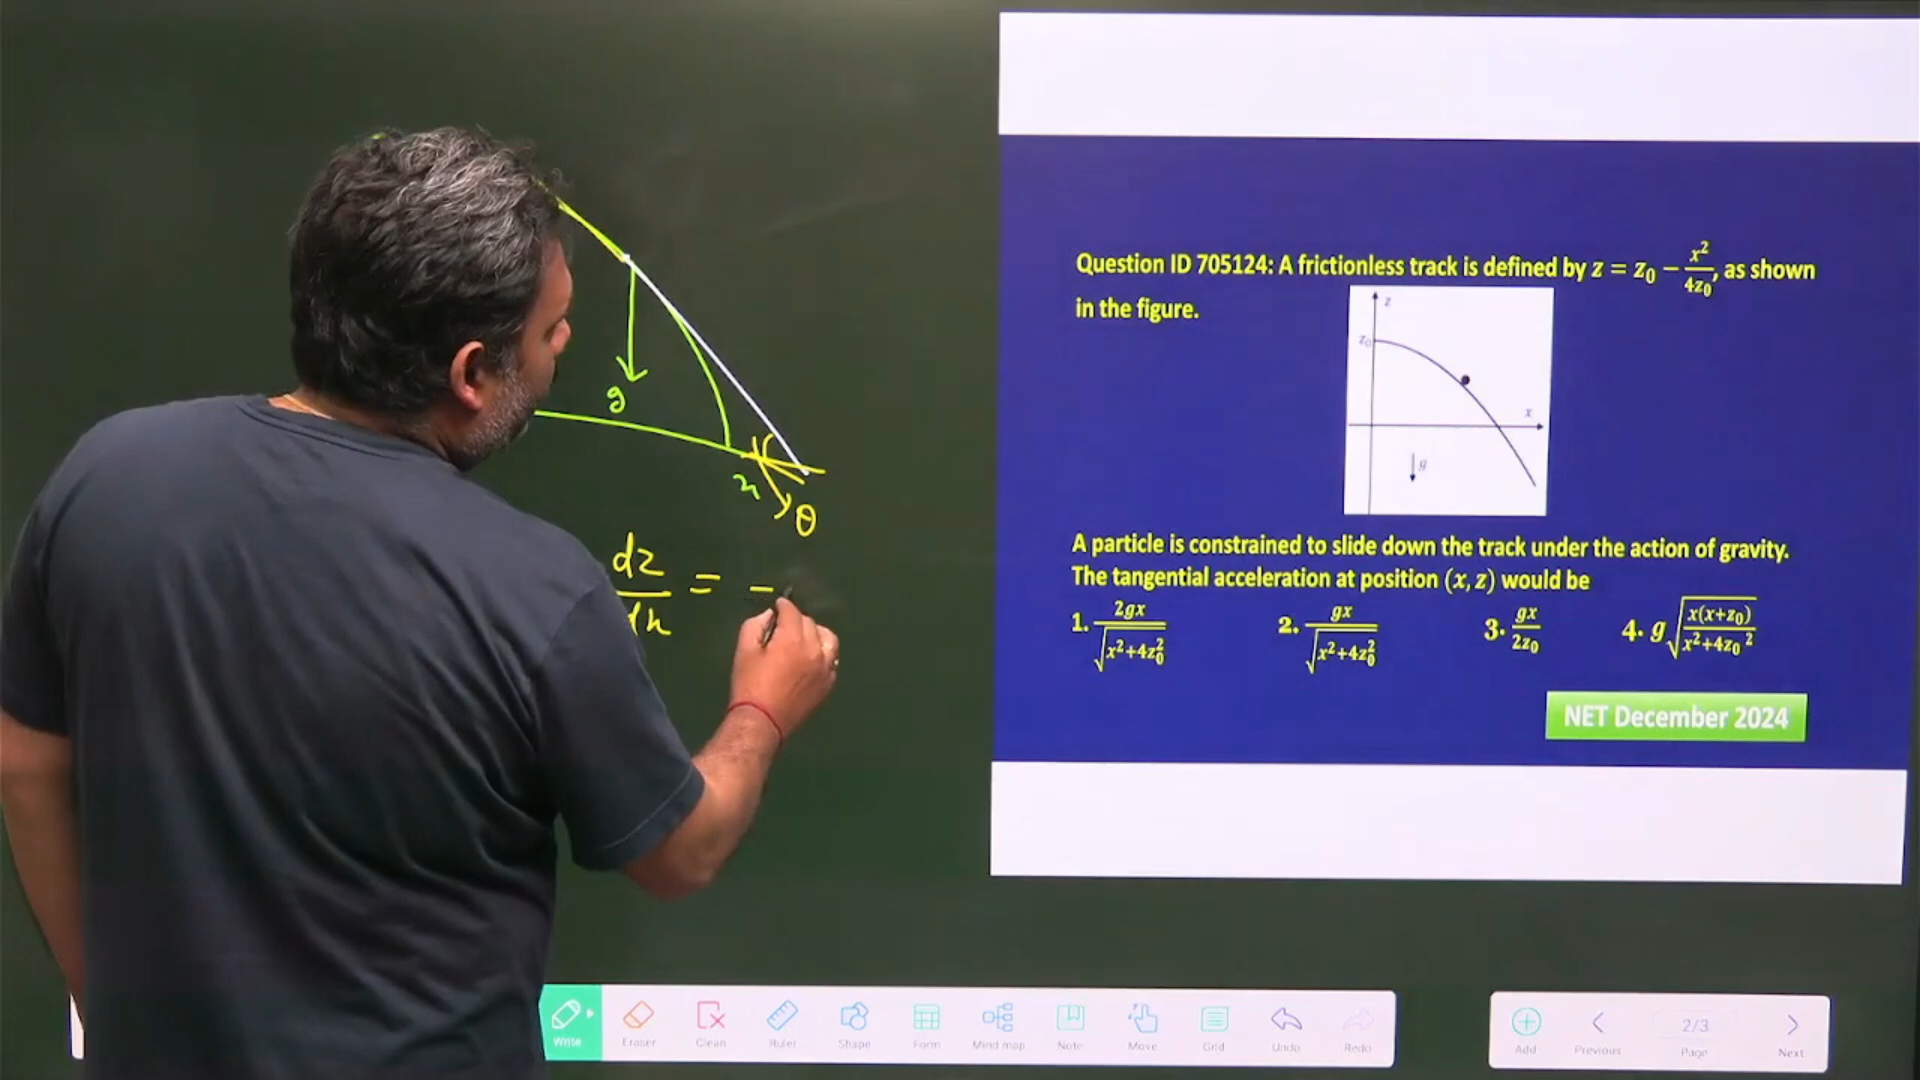 g
x
θ
dz/dx = -
Question ID 705124: A frictionless track is defined by z = z₀ − x²/4z₀, as shown
in the figure.
z
z₀
x
g
A particle is constrained to slide down the track under the action of gravity.
The tangential acceleration at position (x, z) would be
1. 2gx/√(x²+4z₀²) 2. gx/√(x²+4z₀²) 3. gx/2z₀ 4. g√(x(x+z₀)/(x²+4z₀²))
NET December 2024
Write Eraser Clean Ruler Shape Form Mind map Note Move Grid Undo Redo
Add Previous 2/3 Page Next